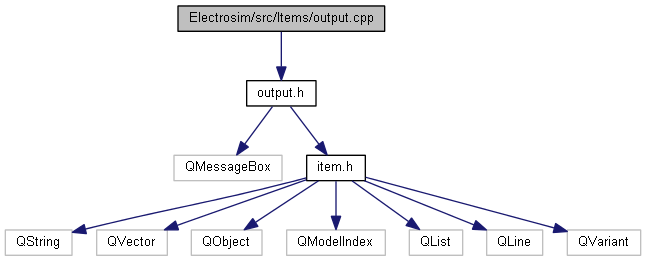 Electrosim/src/Items/output.cpp
output.h
QMessageBox
item.h
QString
QVector
QObject
QModelIndex
QList
QLine
QVariant